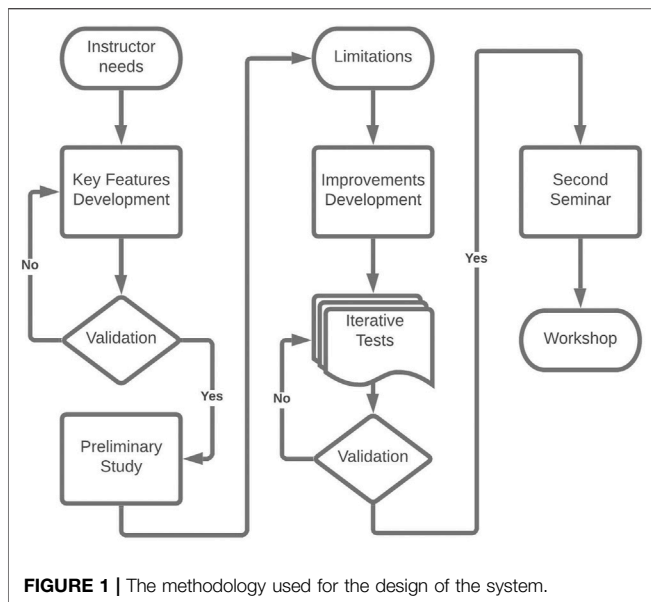 Instructor
needs
Key Features
Development
No
Validation
Yes
Preliminary
Study
Limitations
Improvements
Development
Iterative
Tests
No
Validation
Yes
Second
Seminar
Workshop
FIGURE 1 | The methodology used for the design of the system.